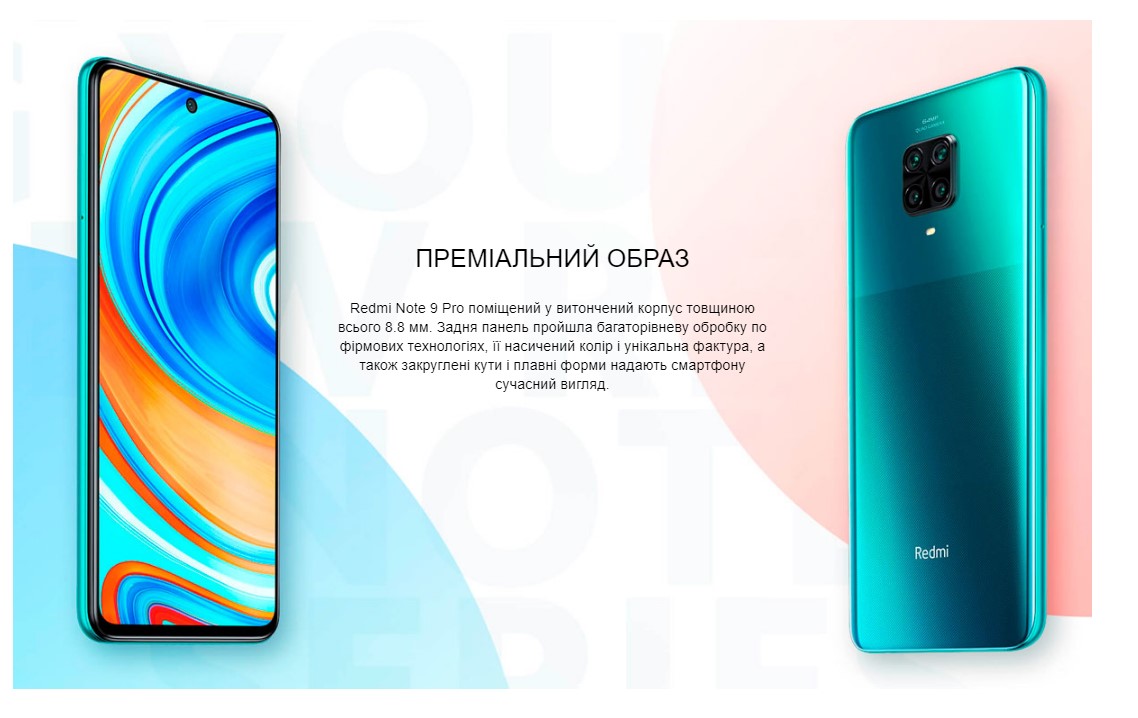 ПРЕМІАЛЬНИЙ ОБРАЗ
Redmi Note 9 Pro поміщений у витончений корпус товщиною
всього 8.8 мм. Задня панель пройшла багаторівневу обробку по
фірмових технологіях, її насичений колір і унікальна фактура, а
також закруглені кути і плавні форми надають смартфону
сучасний вигляд.
Redmi